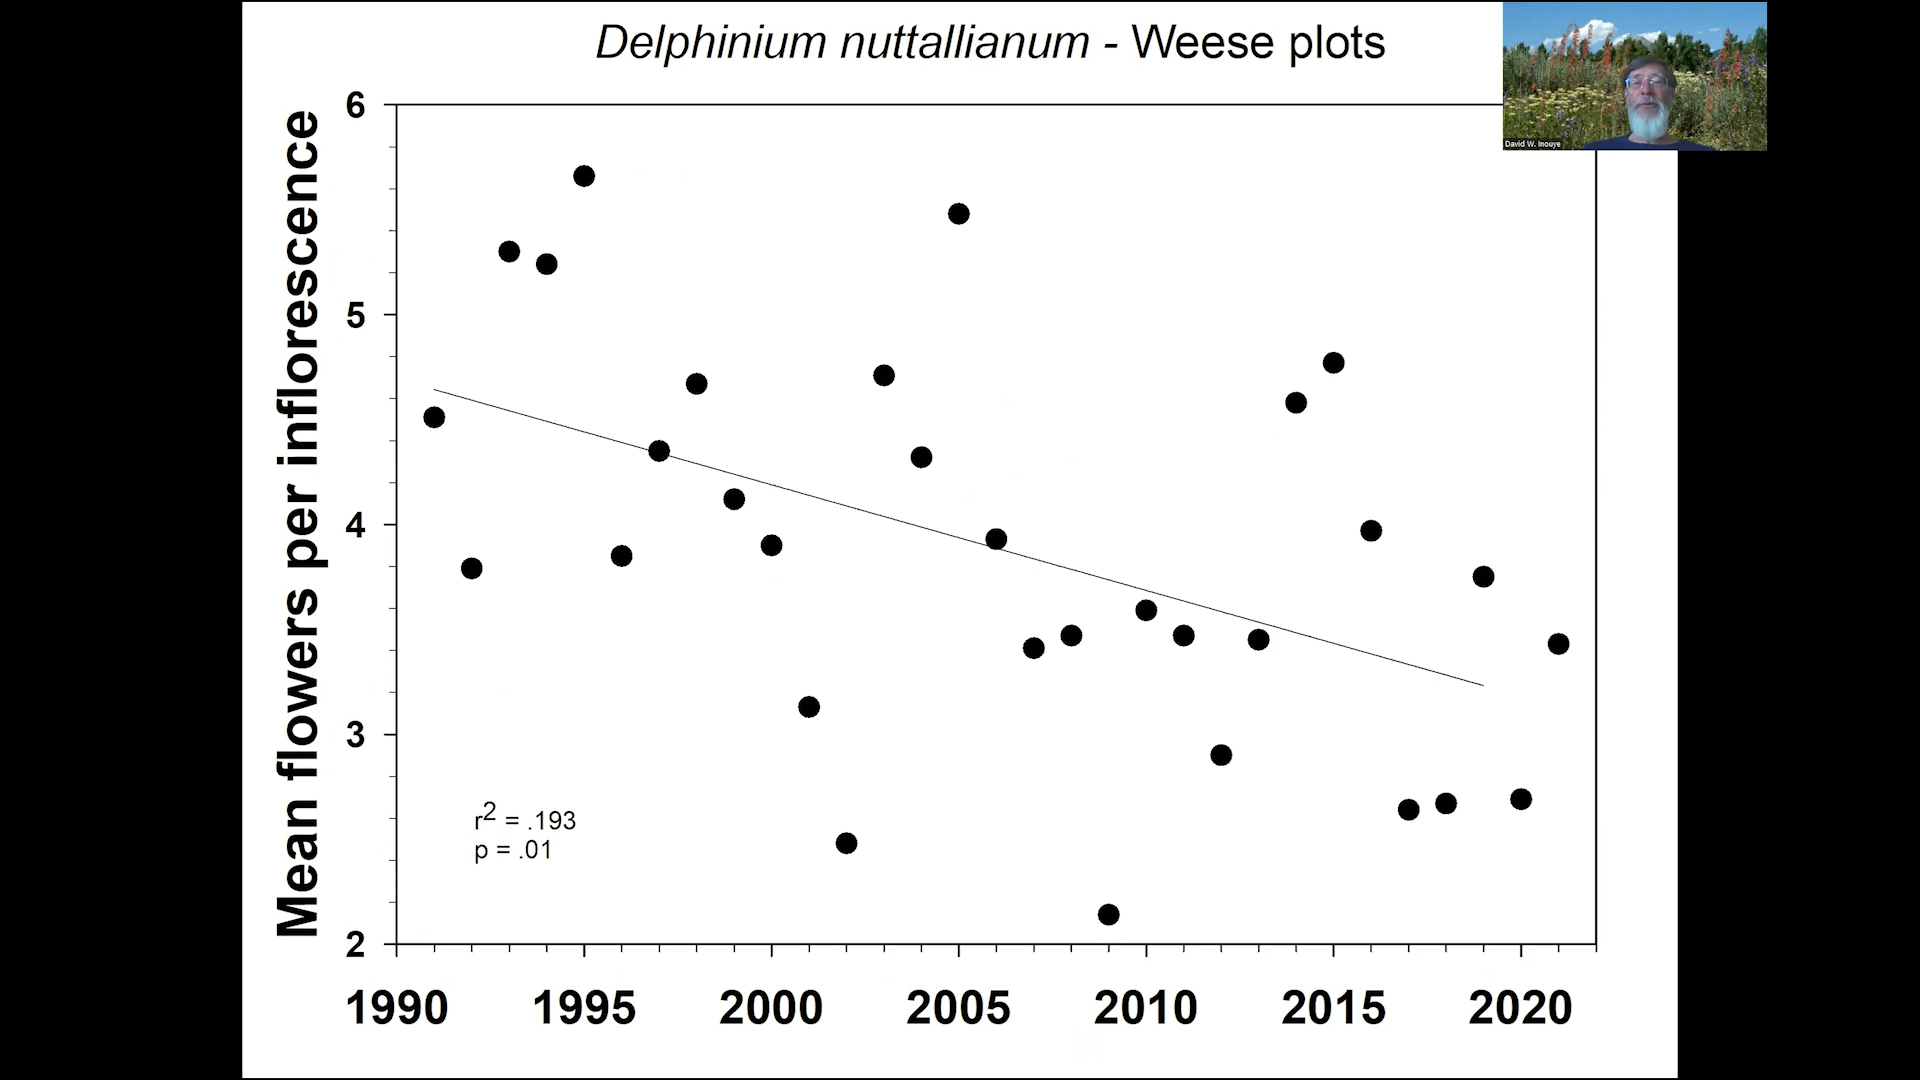 Delphinium nuttallianum - Weese plots
David W. Inouye
Mean flowers per inflorescence
6
5
4
3
2
r2 = .193
p = .01
1990 1995 2000 2005 2010 2015 2020